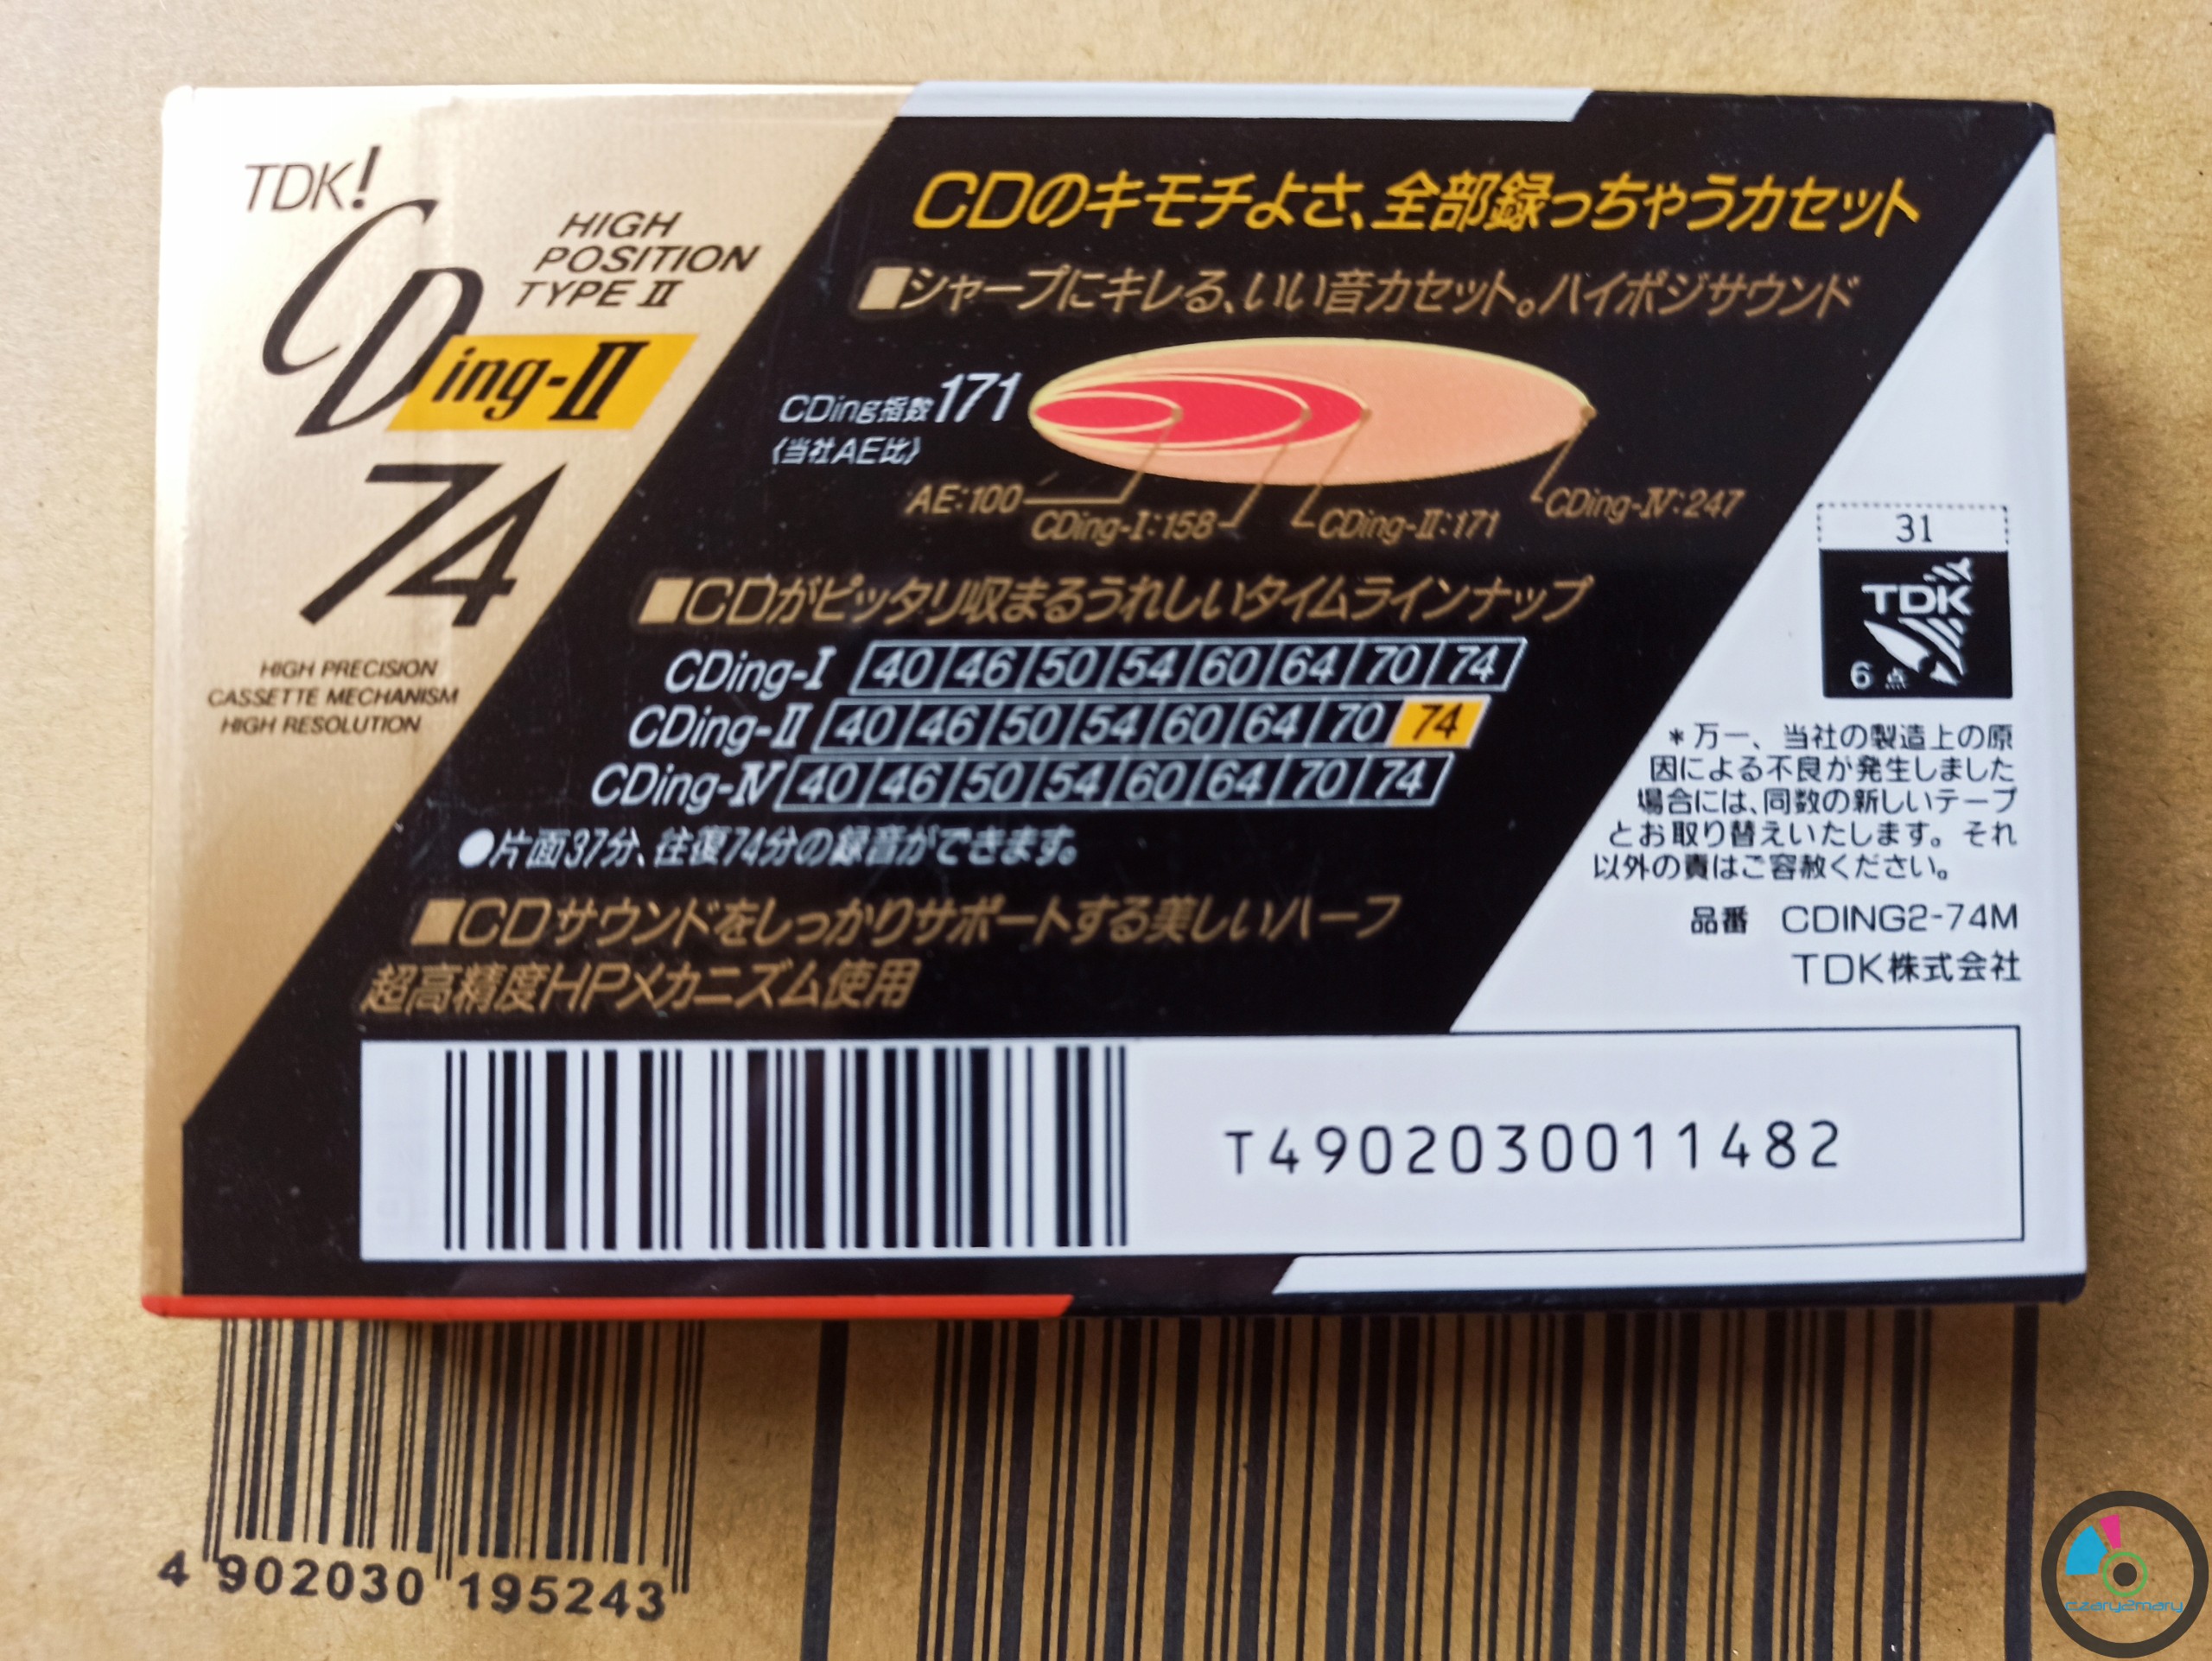 TDK!
CDing-II
HIGH
POSITION
TYPE II
74
HIGH PRECISION
CASSETTE MECHANISM
HIGH RESOLUTION
CDのキモチよさ、全部録っちゃうカセット
■シャープにキレる、いい音カセット。ハイポジサウンド
CDing指数171
〈当社AE比〉
AE:100
CDing-I:158
CDing-II:171
CDing-IV:247
■CDがピッタリ収まるうれしいタイムラインナップ
CDing-I 40 46 50 54 60 64 70 74
CDing-II 40 46 50 54 60 64 70 74
CDing-IV 40 46 50 54 60 64 70 74
●片面37分、往復74分の録音ができます。
■CDサウンドをしっかりサポートする美しいハーフ
超高精度HPメカニズム使用
31
TDK
6点
*万一、当社の製造上の原
因による不良が発生しました
場合には、同数の新しいテープ
とお取り替えいたします。それ
以外の責はご容赦ください。
品番 CDING2-74M
TDK株式会社
T4902030011482
4 902030 195243
czary2mary